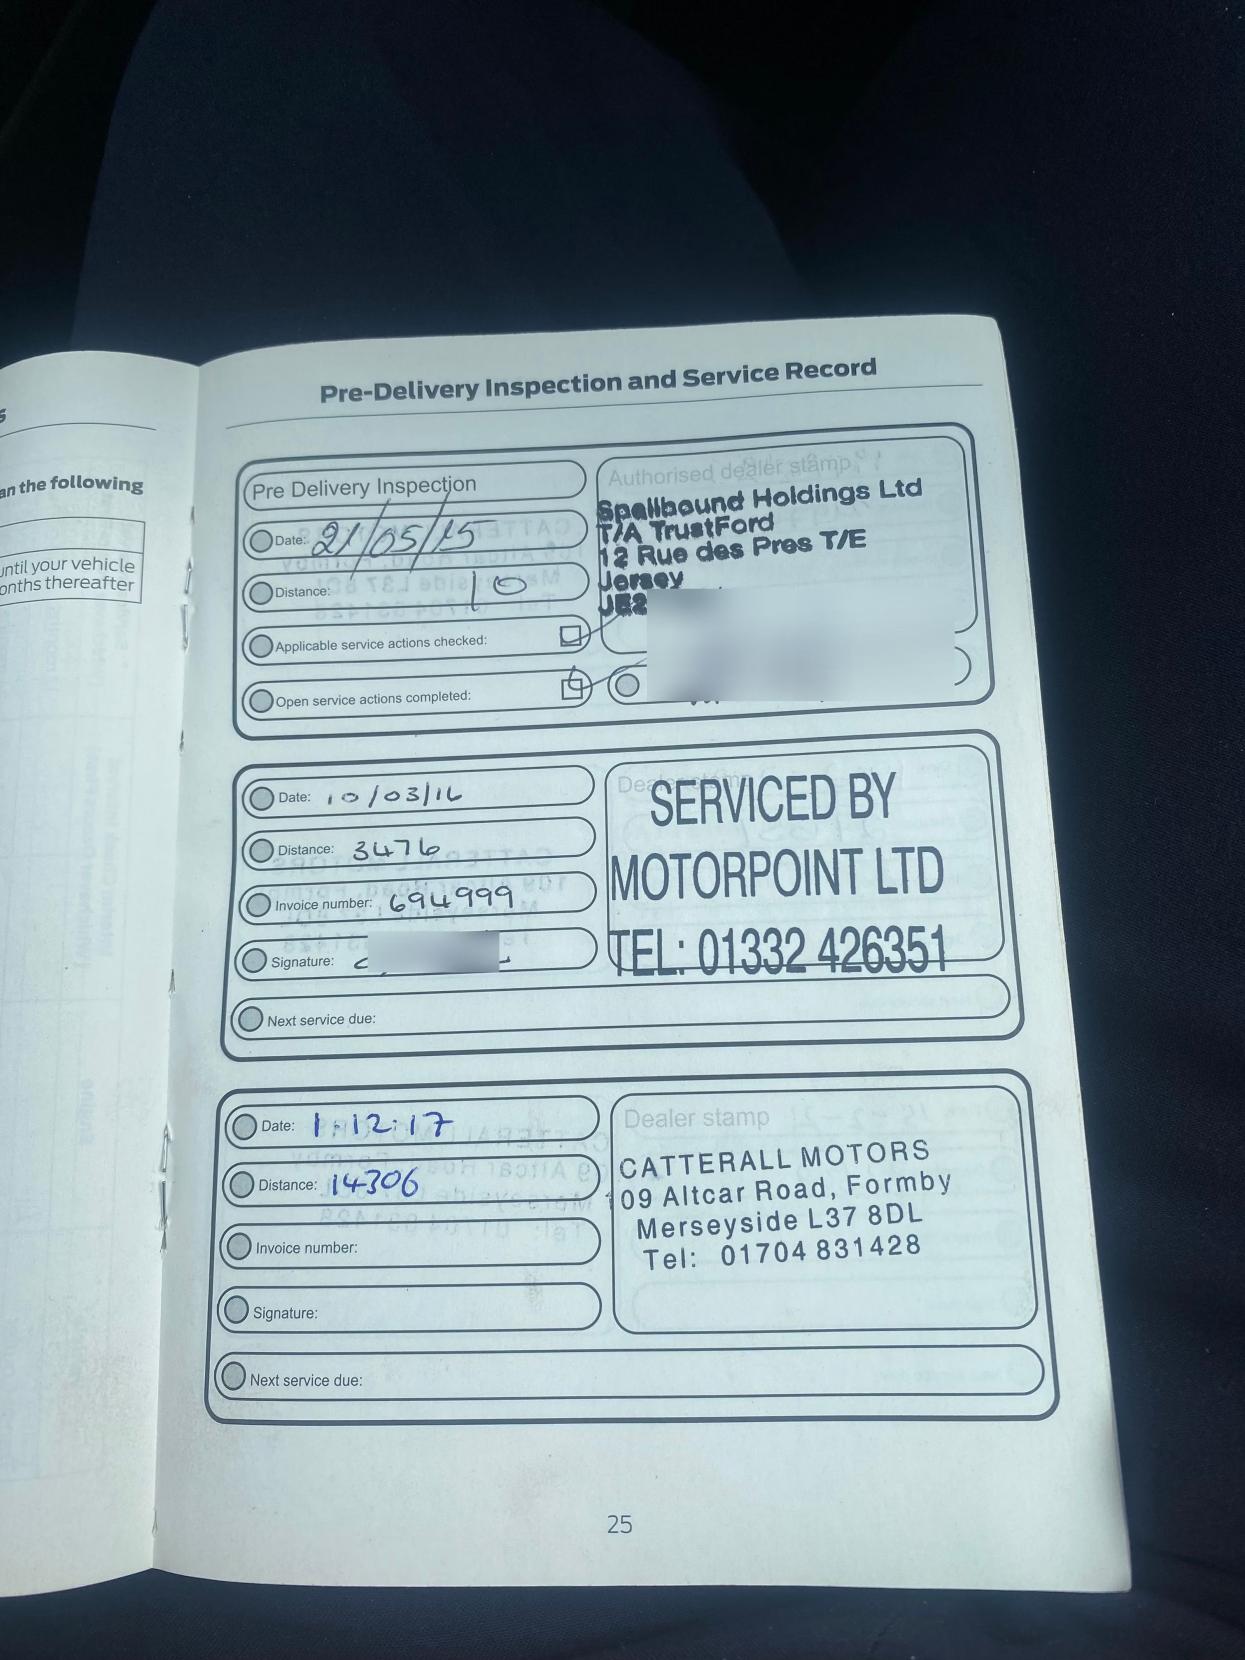 s
an the following
until your vehicle
onths thereafter
Pre-Delivery Inspection and Service Record
Pre Delivery Inspection
Date: 21/05/15
Distance: 10
Applicable service actions checked:
Open service actions completed:
Authorised dealer stamp
Spellbound Holdings Ltd
T/A TrustFord
12 Rue des Pres T/E
Jersey
JE2
Date: 10/03/16
Distance: 3476
Invoice number: 694999
Signature:
Next service due:
Dealer stamp
SERVICED BY
MOTORPOINT LTD
TEL: 01332 426351
Date: 1:12:17
Distance: 14306
Invoice number:
Signature:
Next service due:
Dealer stamp
CATTERALL MOTORS
109 Altcar Road, Formby
Merseyside L37 8DL
Tel: 01704 831428
25